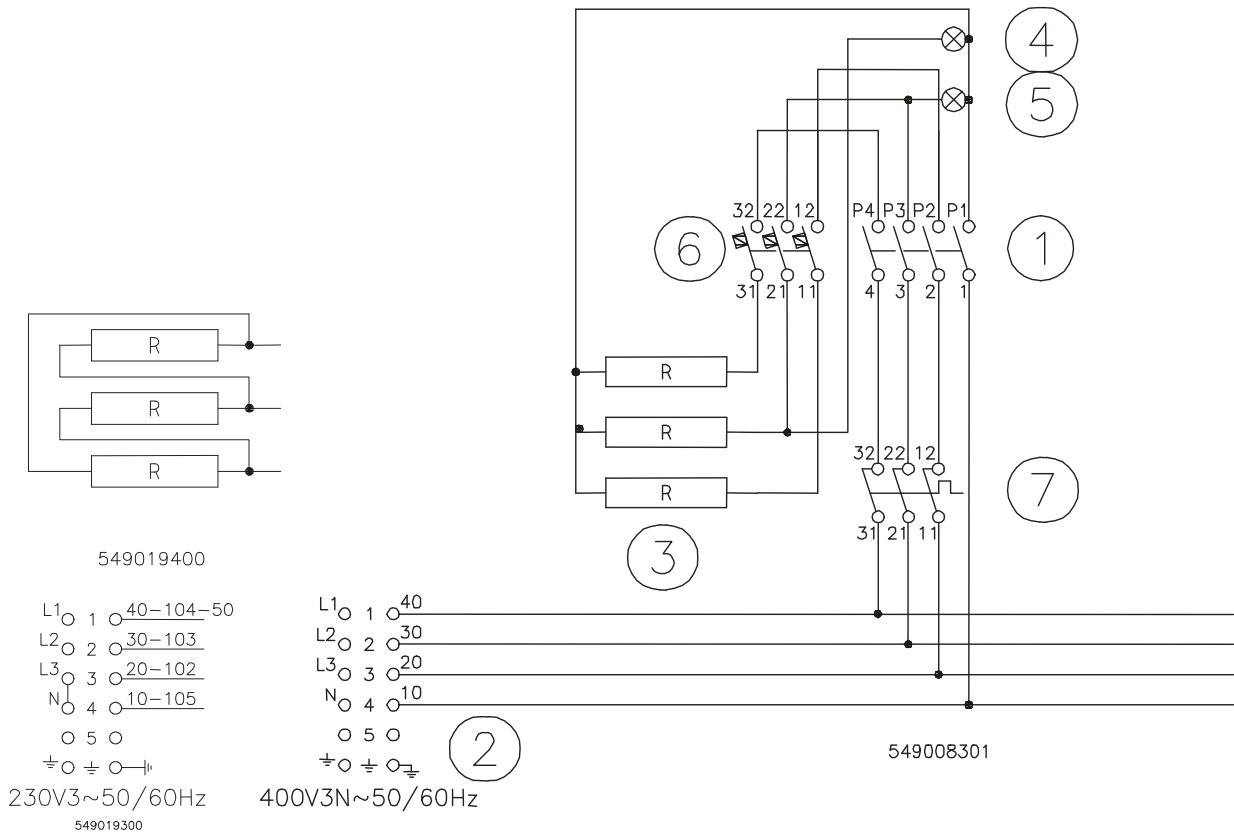 4
5
32 22 12 P4 P3 P2 P1
6 1
31 21 11 4 3 2 1
R
R
R
R
R
R
3
32 22 12
7
31 21 11
549019400
L1 1 40-104-50
L2 2 30-103
L3 3 20-102
N 4 10-105
5
230V3~50/60Hz
549019300
L1 1 40
L2 2 30
L3 3 20
N 4 10
5
2
400V3N~50/60Hz
549008301